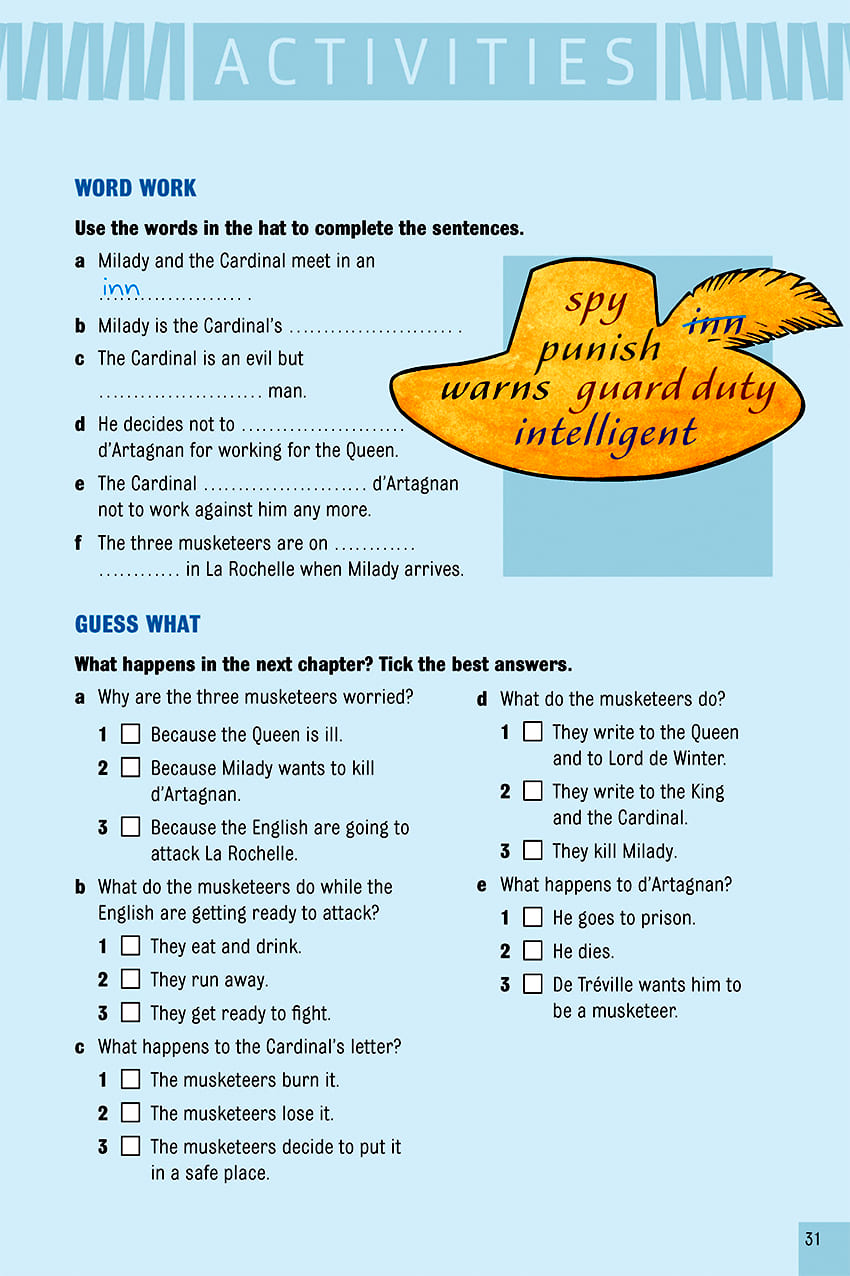 ACTIVITIES
WORD WORK
Use the words in the hat to complete the sentences.
a Milady and the Cardinal meet in an
inn ..................... .
b Milady is the Cardinal's ........................ .
c The Cardinal is an evil but
........................ man.
d He decides not to ........................
d'Artagnan for working for the Queen.
e The Cardinal ........................ d'Artagnan
not to work against him any more.
f The three musketeers are on ............
............ in La Rochelle when Milady arrives.
spy
inn
punish
warns guard duty
intelligent
GUESS WHAT
What happens in the next chapter? Tick the best answers.
a Why are the three musketeers worried?
1 Because the Queen is ill.
2 Because Milady wants to kill
d'Artagnan.
3 Because the English are going to
attack La Rochelle.
b What do the musketeers do while the
English are getting ready to attack?
1 They eat and drink.
2 They run away.
3 They get ready to fight.
c What happens to the Cardinal's letter?
1 The musketeers burn it.
2 The musketeers lose it.
3 The musketeers decide to put it
in a safe place.
d What do the musketeers do?
1 They write to the Queen
and to Lord de Winter.
2 They write to the King
and the Cardinal.
3 They kill Milady.
e What happens to d'Artagnan?
1 He goes to prison.
2 He dies.
3 De Tréville wants him to
be a musketeer.
31